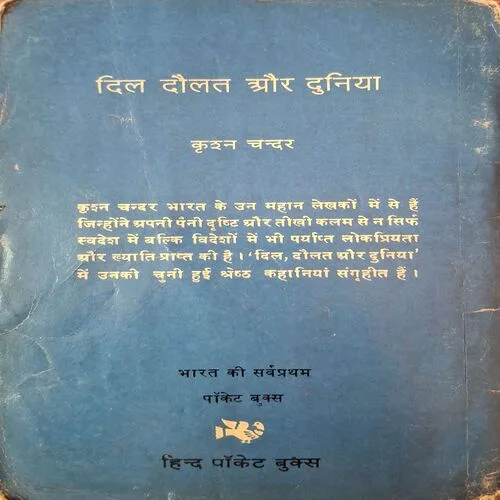 दिल दौलत और दुनिया
कृश्न चन्दर
कृश्न चन्दर भारत के उन महान लेखकों में से हैं
जिन्होंने अपनी पैनी दृष्टि और तीखी कलम से न सिर्फ
स्वदेश में बल्कि विदेशों में भी पर्याप्त लोकप्रियता
और ख्याति प्राप्त की है। ‘दिल, दौलत और दुनिया’
में उनकी चुनी हुई श्रेष्ठ कहानियां संगृहीत हैं।
भारत की सर्वप्रथम
पॉकेट बुक्स
हिन्द पॉकेट बुक्स